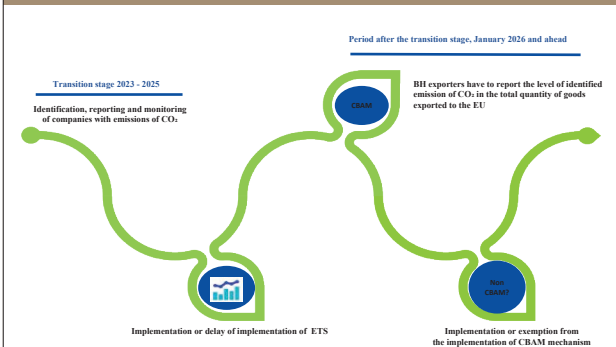 Period after the transition stage, January 2026 and ahead
Transition stage 2023 - 2025
Identification, reporting and monitoring
of companies with emissions of CO₂
CBAM
BH exporters have to report the level of identified
emission of CO₂ in the total quantity of goods
exported to the EU
Non
CBAM?
Implementation or delay of implementation of ETS
Implementation or exemption from
the implementation of CBAM mechanism